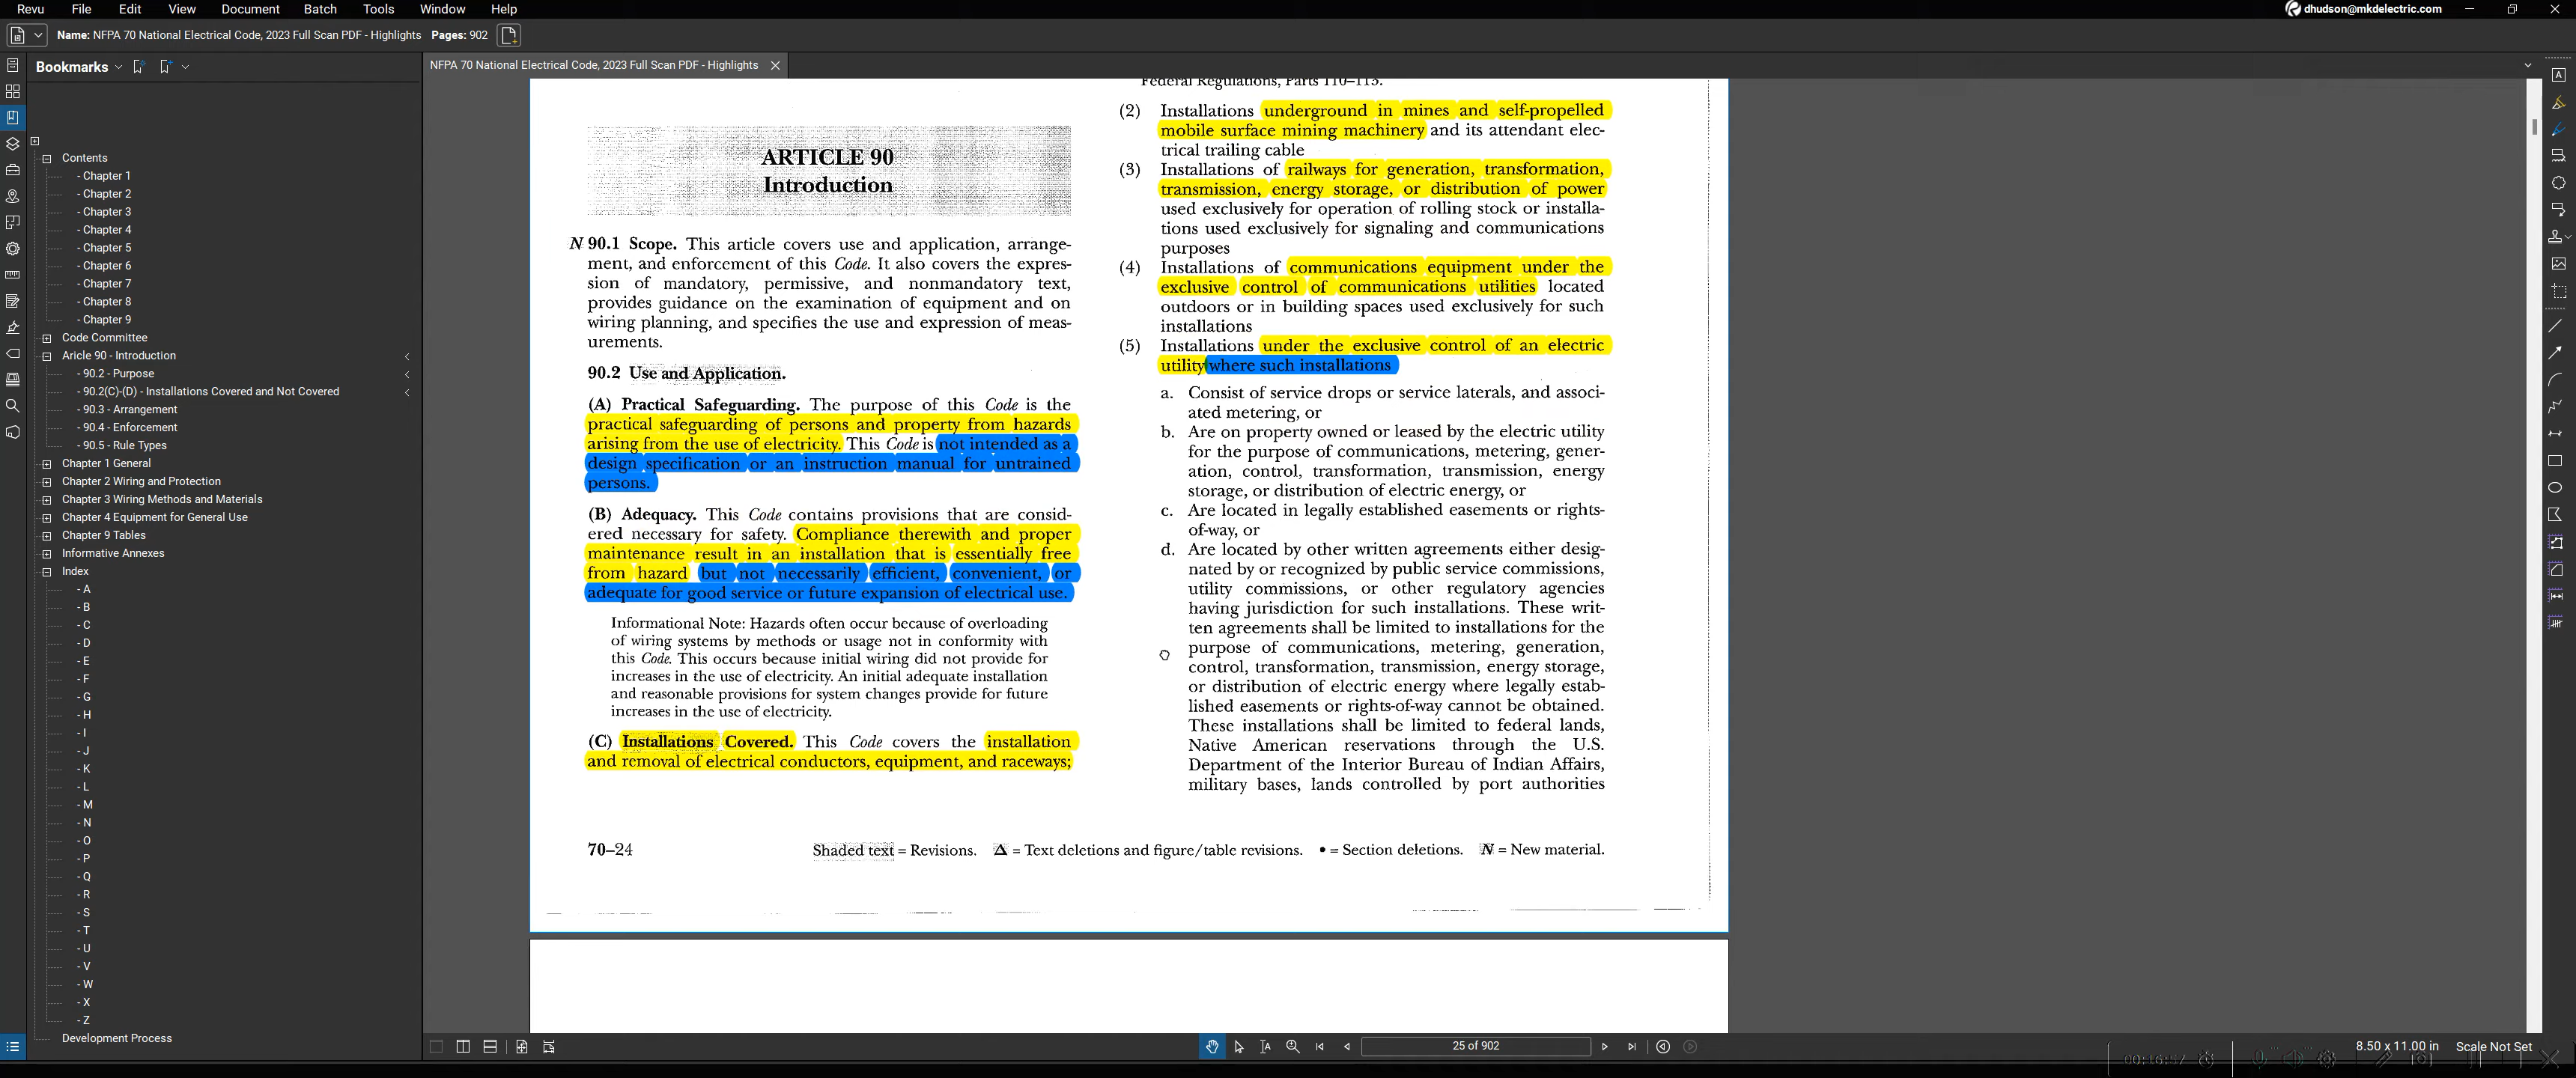 Revu File Edit View Document Batch Tools Window Help
dhudson@mkdelectric.com
Name: NFPA 70 National Electrical Code, 2023 Full Scan PDF - Highlights Pages: 902
Bookmarks
NFPA 70 National Electrical Code, 2023 Full Scan PDF - Highlights
Contents
- Chapter 1
- Chapter 2
- Chapter 3
- Chapter 4
- Chapter 5
- Chapter 6
- Chapter 7
- Chapter 8
- Chapter 9
Code Committee
Aricle 90 - Introduction
- 90.2 - Purpose
- 90.2(C)-(D) - Installations Covered and Not Covered
- 90.3 - Arrangement
- 90.4 - Enforcement
- 90.5 - Rule Types
Chapter 1 General
Chapter 2 Wiring and Protection
Chapter 3 Wiring Methods and Materials
Chapter 4 Equipment for General Use
Chapter 9 Tables
Informative Annexes
Index
- A
- B
- C
- D
- E
- F
- G
- H
- I
- J
- K
- L
- M
- N
- O
- P
- Q
- R
- S
- T
- U
- V
- W
- X
- Z
Development Process
ARTICLE 90
Introduction
N 90.1 Scope. This article covers use and application, arrange-
ment, and enforcement of this Code. It also covers the expres-
sion of mandatory, permissive, and nonmandatory text,
provides guidance on the examination of equipment and on
wiring planning, and specifies the use and expression of meas-
urements.
90.2 Use and Application.
(A) Practical Safeguarding. The purpose of this Code is the
practical safeguarding of persons and property from hazards
arising from the use of electricity. This Code is not intended as a
design specification or an instruction manual for untrained
persons.
(B) Adequacy. This Code contains provisions that are consid-
ered necessary for safety. Compliance therewith and proper
maintenance result in an installation that is essentially free
from hazard but not necessarily efficient, convenient, or
adequate for good service or future expansion of electrical use.
Informational Note: Hazards often occur because of overloading
of wiring systems by methods or usage not in conformity with
this Code. This occurs because initial wiring did not provide for
increases in the use of electricity. An initial adequate installation
and reasonable provisions for system changes provide for future
increases in the use of electricity.
(C) Installations Covered. This Code covers the installation
and removal of electrical conductors, equipment, and raceways;
Federal Regulations, Parts 110–113.
(2) Installations underground in mines and self-propelled
mobile surface mining machinery and its attendant elec-
trical trailing cable
(3) Installations of railways for generation, transformation,
transmission, energy storage, or distribution of power
used exclusively for operation of rolling stock or installa-
tions used exclusively for signaling and communications
purposes
(4) Installations of communications equipment under the
exclusive control of communications utilities located
outdoors or in building spaces used exclusively for such
installations
(5) Installations under the exclusive control of an electric
utility where such installations
a. Consist of service drops or service laterals, and associ-
ated metering, or
b. Are on property owned or leased by the electric utility
for the purpose of communications, metering, gener-
ation, control, transformation, transmission, energy
storage, or distribution of electric energy, or
c. Are located in legally established easements or rights-
of-way, or
d. Are located by other written agreements either desig-
nated by or recognized by public service commissions,
utility commissions, or other regulatory agencies
having jurisdiction for such installations. These writ-
ten agreements shall be limited to installations for the
purpose of communications, metering, generation,
control, transformation, transmission, energy storage,
or distribution of electric energy where legally estab-
lished easements or rights-of-way cannot be obtained.
These installations shall be limited to federal lands,
Native American reservations through the U.S.
Department of the Interior Bureau of Indian Affairs,
military bases, lands controlled by port authorities
70–24 Shaded text = Revisions. Δ = Text deletions and figure/table revisions. • = Section deletions. N = New material.
25 of 902
8.50 x 11.00 in Scale Not Set